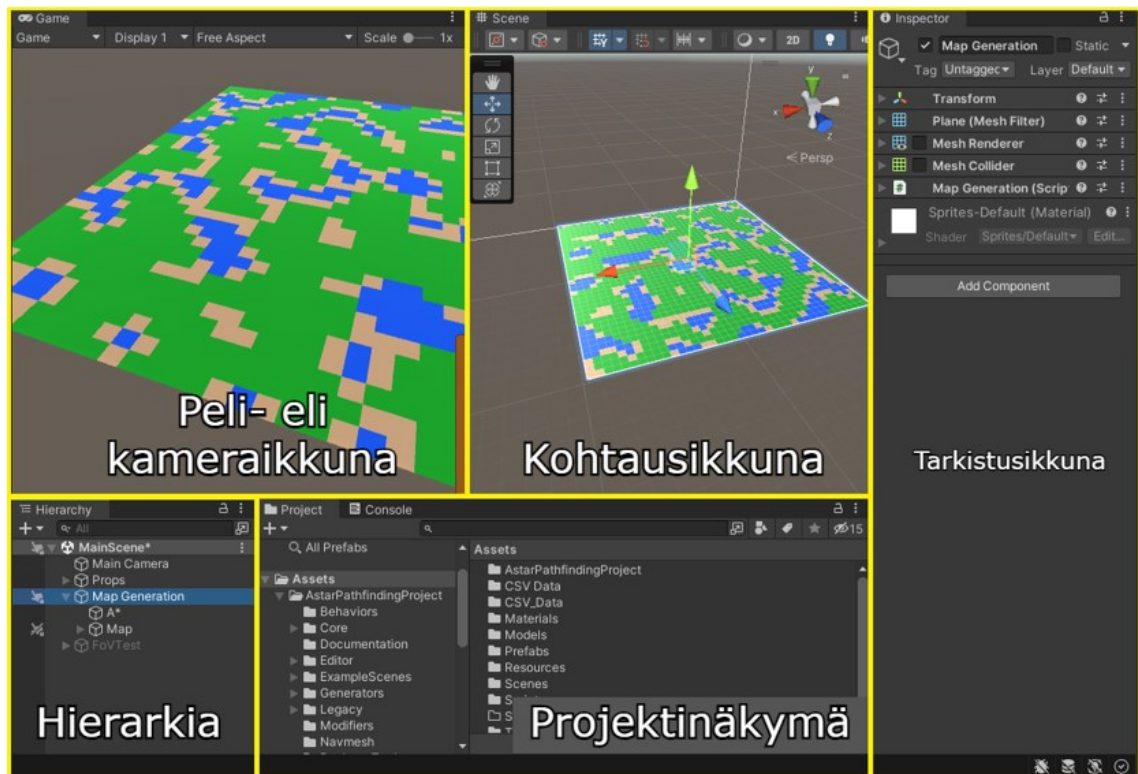 Game
Game Display 1 Free Aspect Scale 1x
Peli- eli
kameraikkuna
Scene
2D
y
x
z
Persp
Kohtausikkuna
Inspector
Map Generation Static
Tag Untaggec Layer Default
Transform
Plane (Mesh Filter)
Mesh Renderer
Mesh Collider
# Map Generation (Scrip
Sprites-Default (Material)
Shader Sprites/Default Edit...
Add Component
Tarkistusikkuna
Hierarchy
All
MainScene*
Main Camera
Props
Map Generation
A*
Map
FoVTest
Hierarkia
Project Console
15
All Prefabs
Assets
AstarPathfindingProject
Behaviors
Core
Documentation
Editor
ExampleScenes
Generators
Legacy
Modifiers
Navmesh
Assets
AstarPathfindingProject
CSV Data
CSV_Data
Materials
Models
Prefabs
Resources
Scenes
Projektinäkymä